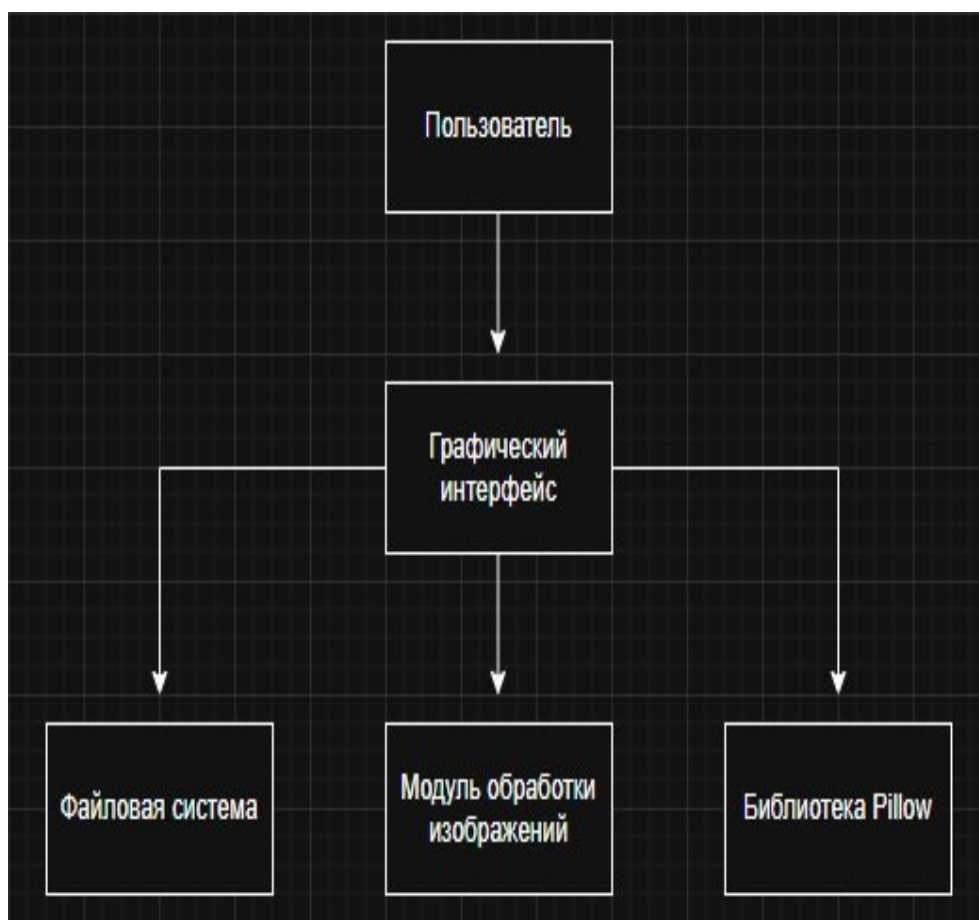 Пользователь
Графический
интерфейс
Файловая система
Модуль обработки
изображений
Библиотека Pillow